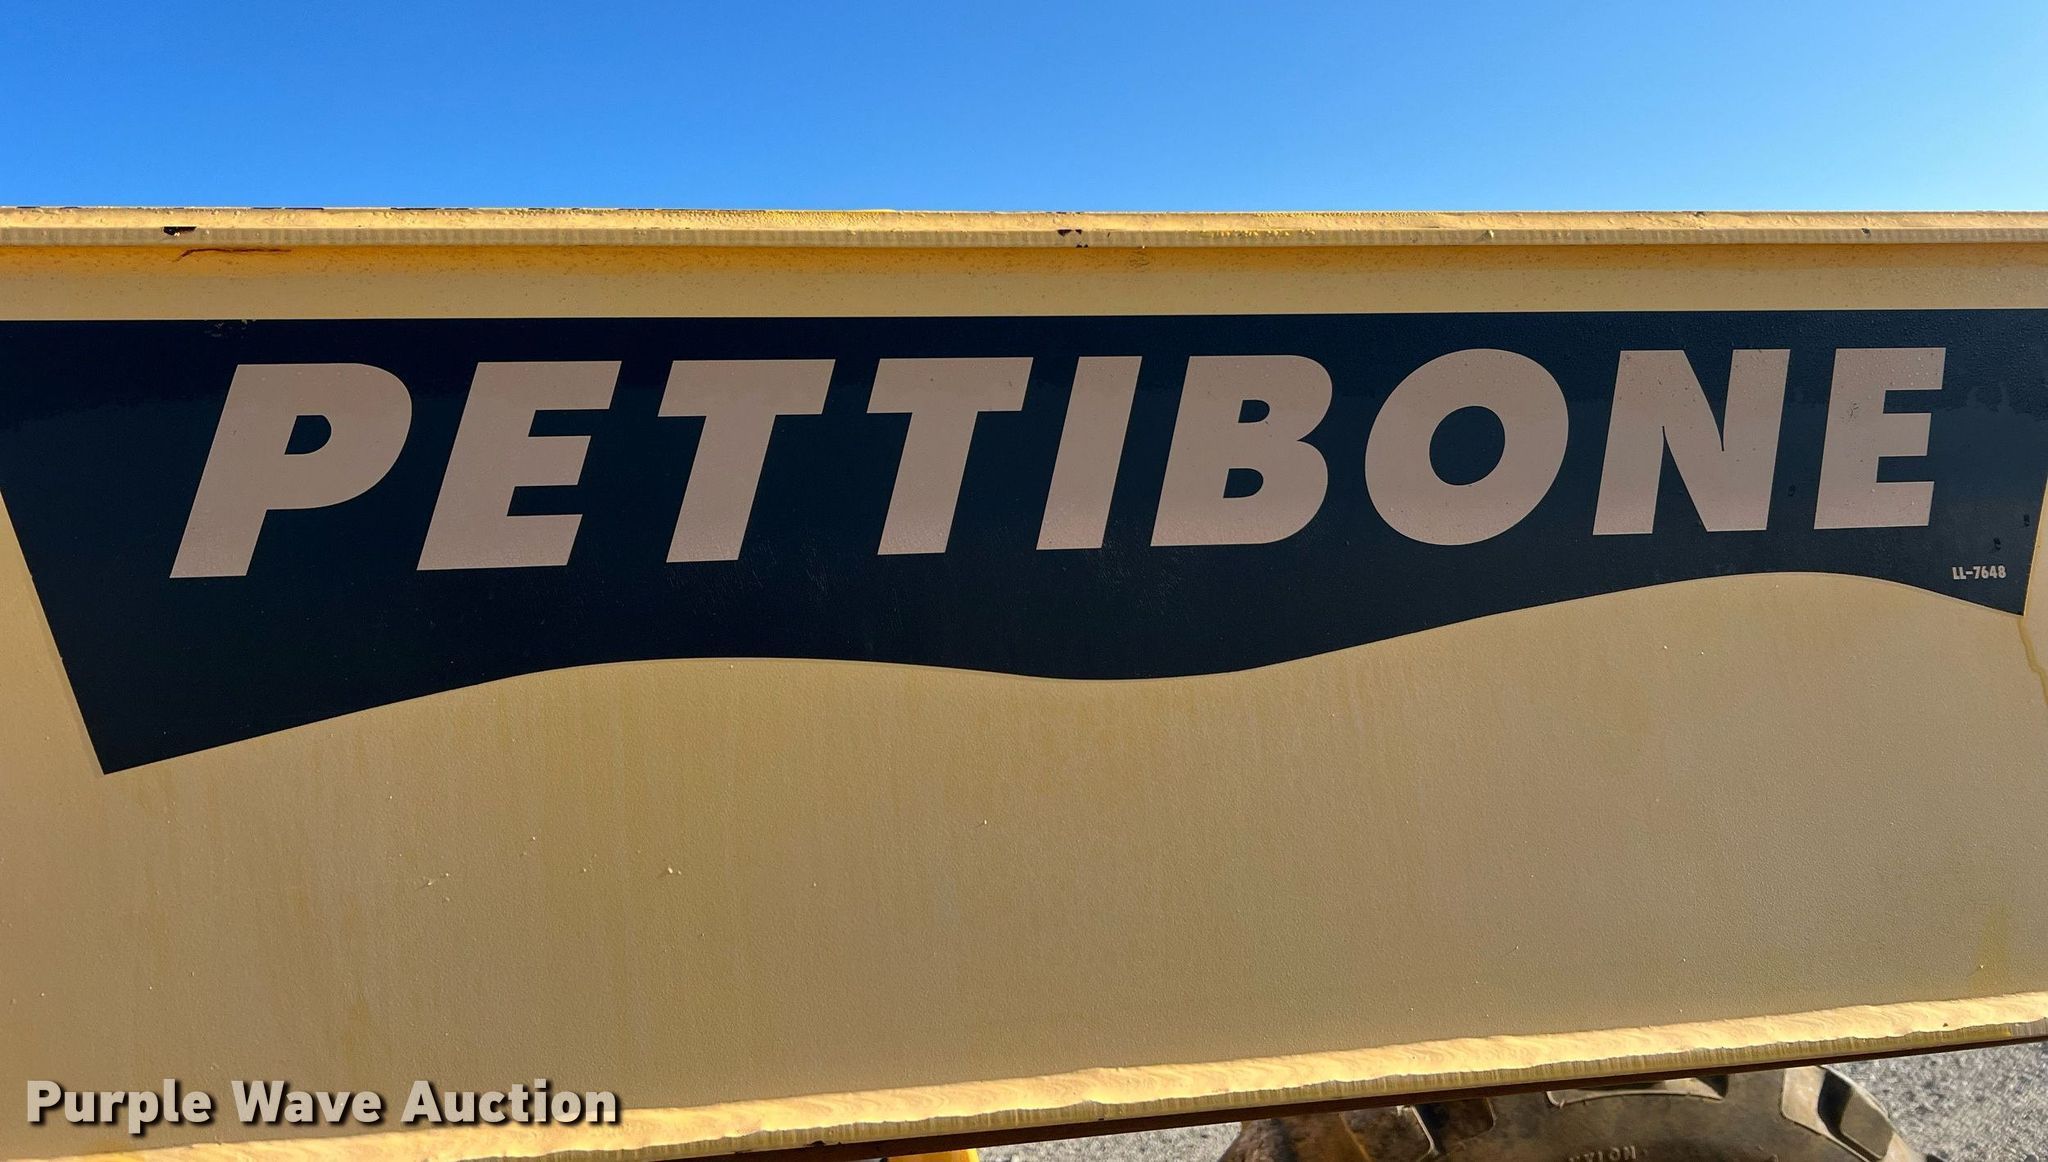 PETTIBONE
LL-7648
Purple Wave Auction